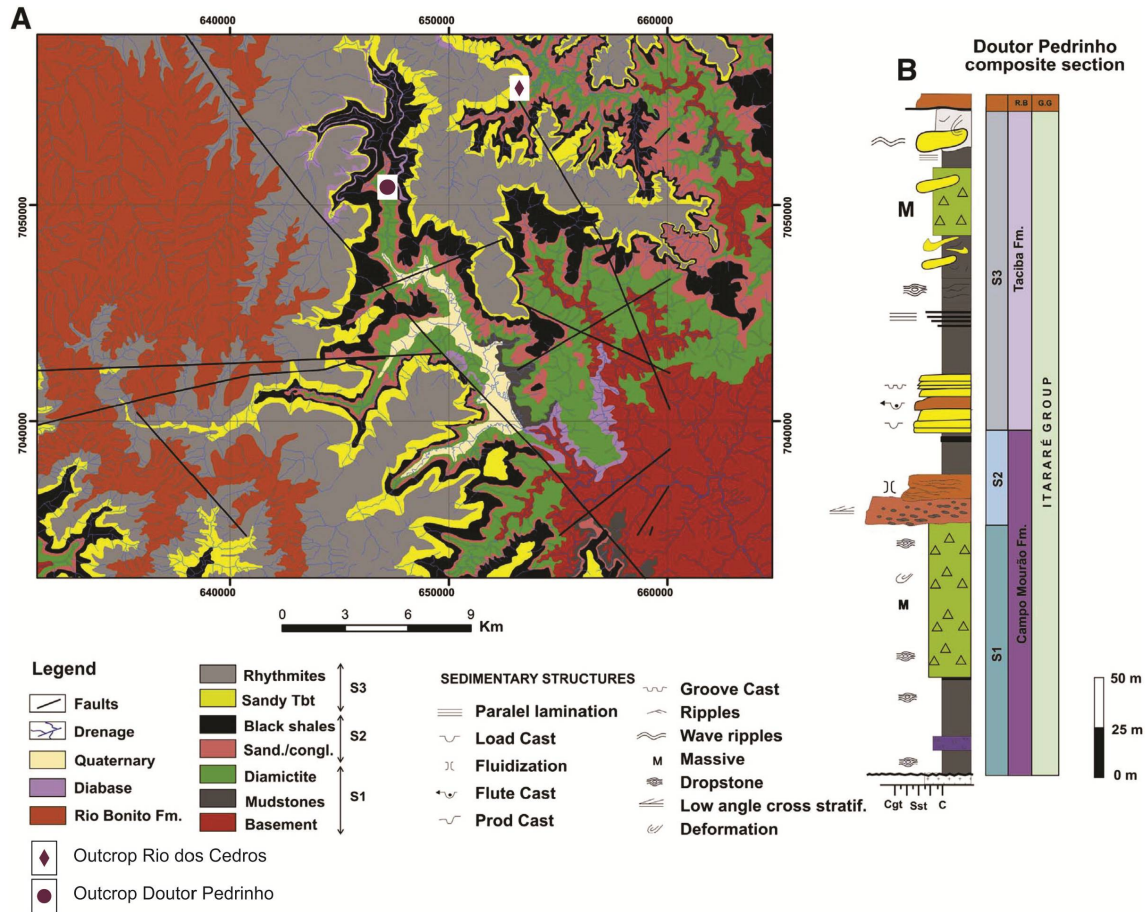 A
640000
650000
660000
7050000
7040000
7050000
7040000
640000
650000
660000
0
3
6
9
Km
Legend
Faults
Drenage
Quaternary
Diabase
Rio Bonito Fm.
Rhythmites
Sandy Tbt
S3
Black shales
Sand./congl.
S2
Diamictite
Mudstones
Basement
S1
Outcrop Rio dos Cedros
Outcrop Doutor Pedrinho
SEDIMENTARY STRUCTURES
Paralel lamination
Load Cast
Fluidization
Flute Cast
Prod Cast
Groove Cast
Ripples
Wave ripples
M Massive
Dropstone
Low angle cross stratif.
Deformation
B
Doutor Pedrinho
composite section
R.B
G.G
M
S3
Taciba Fm.
S2
M
S1
Campo Mourão Fm.
ITARARÉ GROUP
50 m
25 m
0 m
Cgt
Sst
C